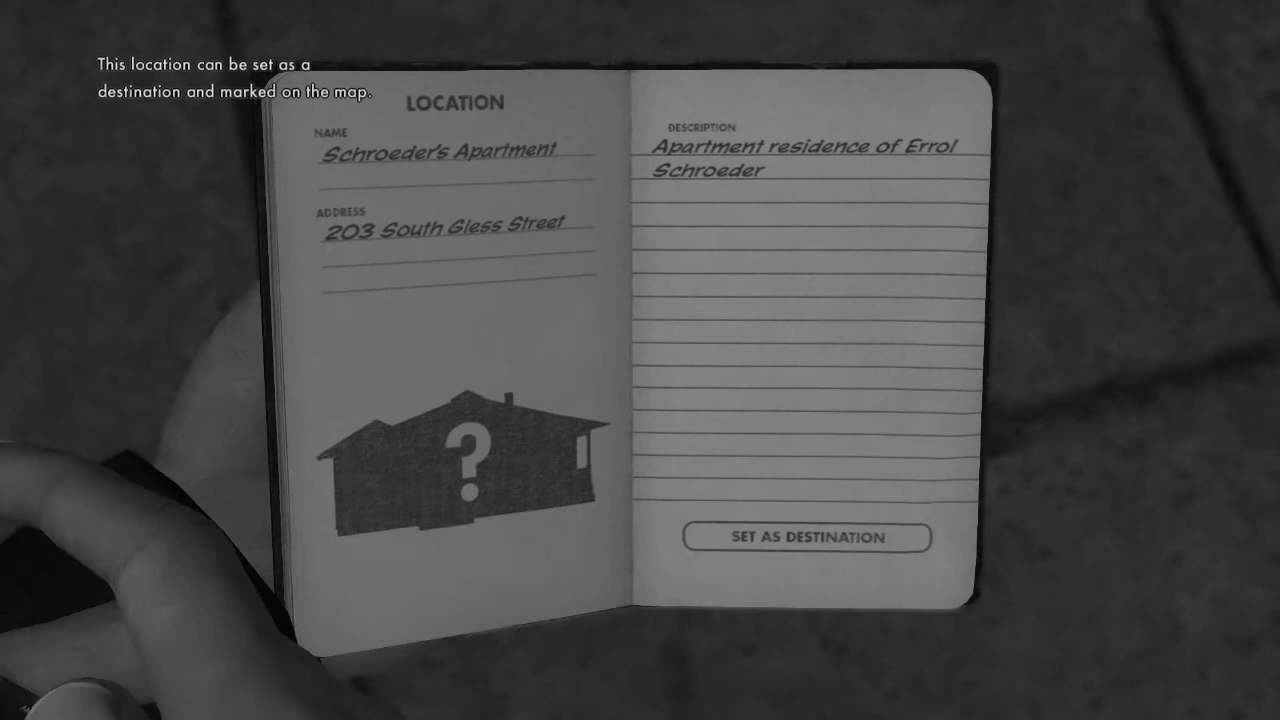 This location can be set as a
destination and marked on the map.
LOCATION
NAME
Schroeder's Apartment
ADDRESS
203 South Gless Street
?
DESCRIPTION
Apartment residence of Errol
Schroeder
SET AS DESTINATION